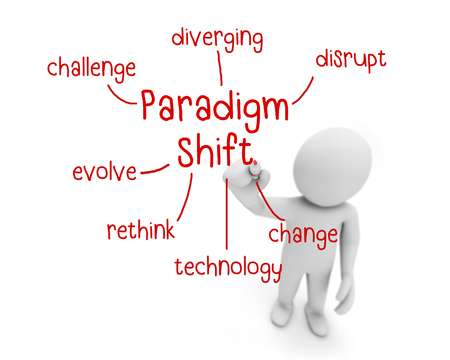 diverging
challenge
disrupt
Paradigm
Shift
evolve
rethink
change
technology